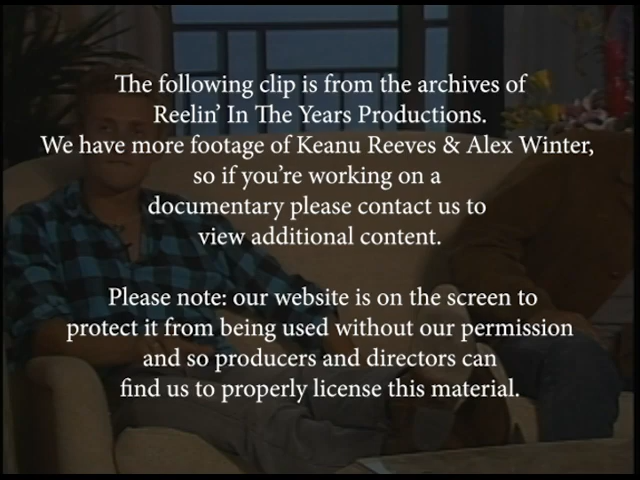 The following clip is from the archives of
Reelin’ In The Years Productions.
We have more footage of Keanu Reeves & Alex Winter,
so if you’re working on a
documentary please contact us to
view additional content.
Please note: our website is on the screen to
protect it from being used without our permission
and so producers and directors can
find us to properly license this material.